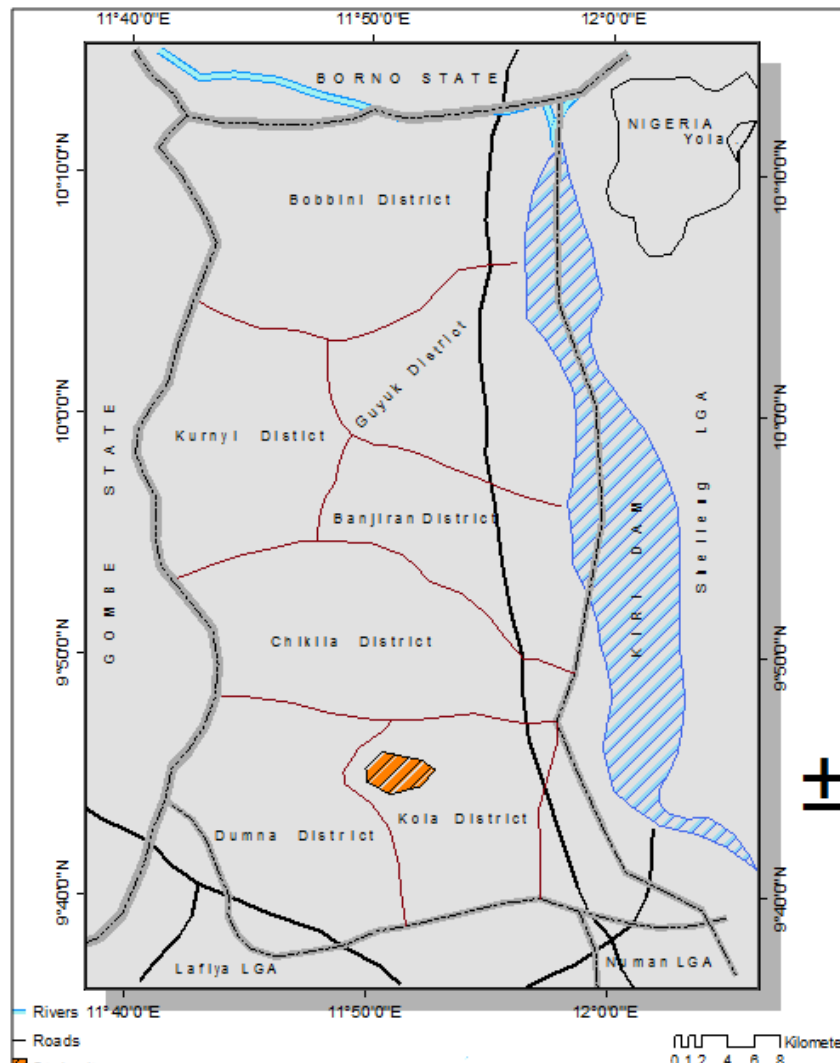 11°40'0"E 11°50'0"E 12°0'0"E
BORNO STATE
NIGERIA
Yola
10°10'0"N
10°10'0"N
Bobbini District
Guyuk District
10°0'0"N
10°0'0"N
Kurnyi Distict
GOMBE STATE
Banjiran District
KIRI DAM
Shelleng LGA
Chikila District
9°50'0"N
9°50'0"N
Kola District
Dumna District
9°40'0"N
9°40'0"N
Lafiya LGA
Numan LGA
Rivers
11°40'0"E 11°50'0"E 12°0'0"E
Roads
Kilomete
0 1 2 4 6 8